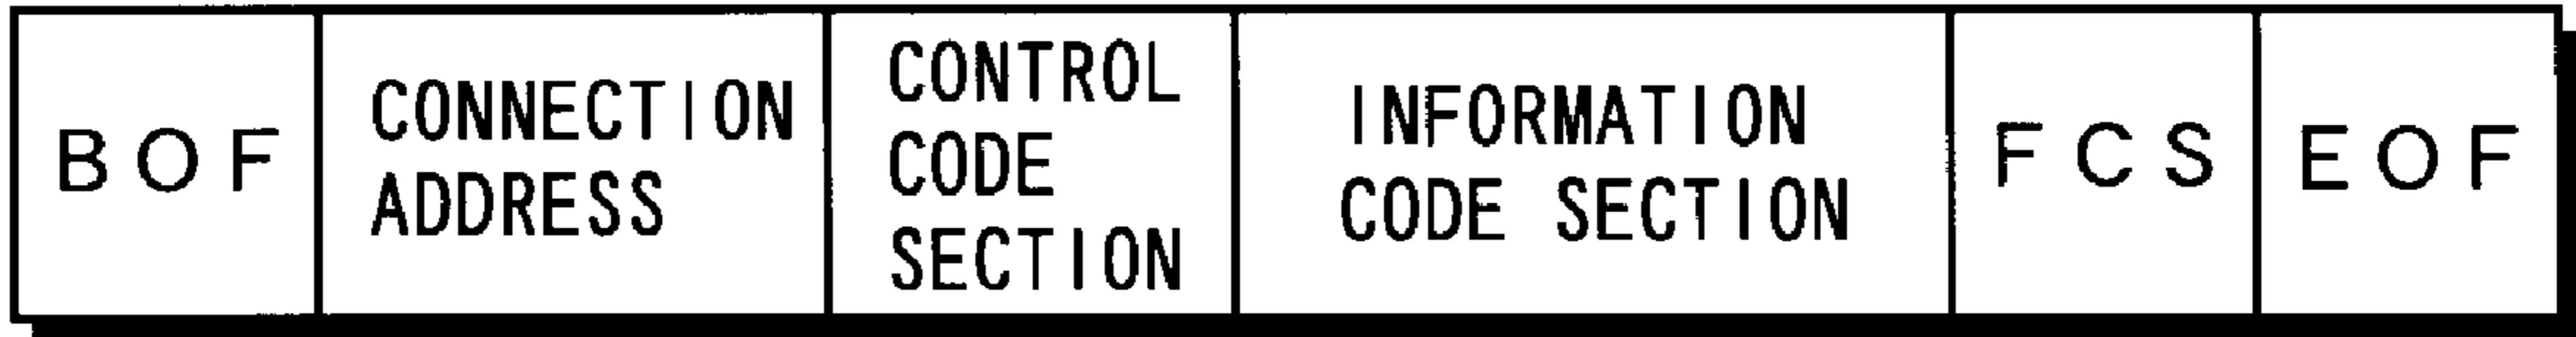 BOF
CONNECTION
ADDRESS
CONTROL
CODE
SECTION
INFORMATION
CODE SECTION
FCS
EOF